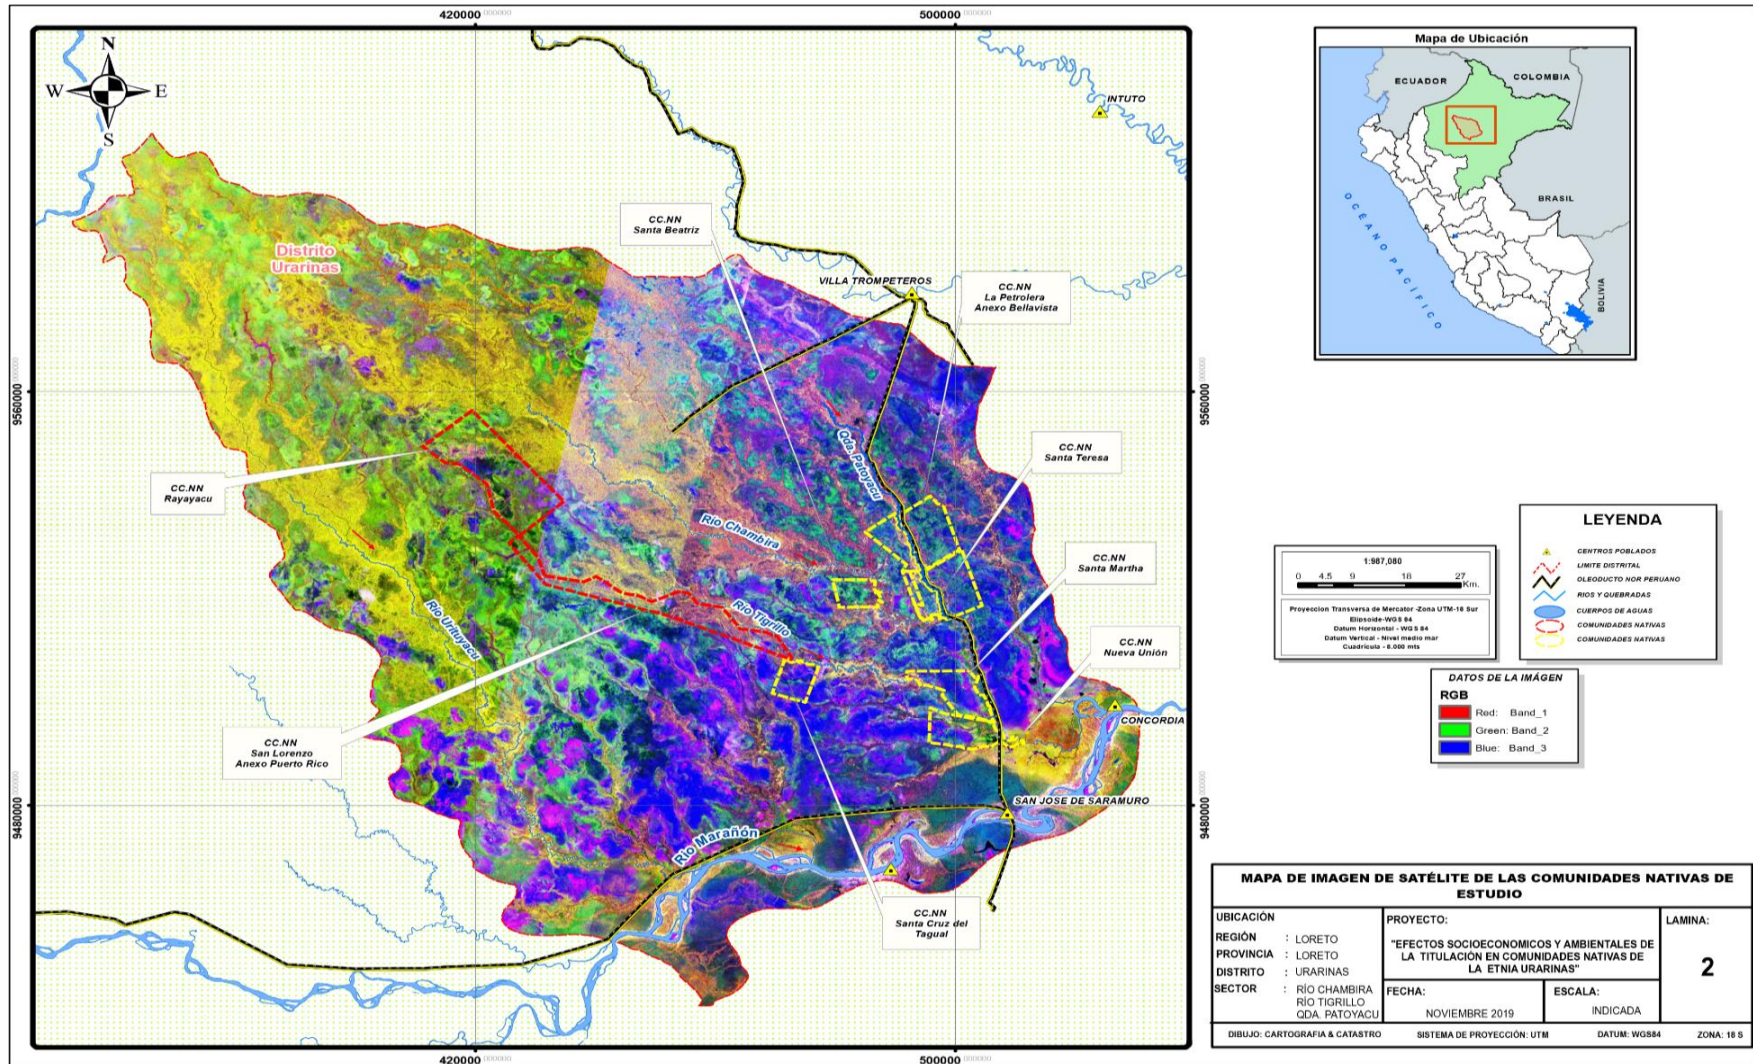 420000
500000
N
W E
S
INTUTO
CC.NN
Santa Beatriz
Distrito
Urarinas
VILLA TROMPETEROS
CC.NN
La Petrolera
Anexo Bellavista
9560000
9560000
CC.NN
Santa Teresa
Qda. Patoyacu
CC.NN
Rayayacu
Río Chambira
CC.NN
Santa Martha
Río Urituyacu
Río Tigrillo
CC.NN
Nueva Unión
CONCORDIA
CC.NN
San Lorenzo
Anexo Puerto Rico
9480000
9480000
SAN JOSE DE SARAMURO
Río Marañón
CC.NN
Santa Cruz del
Tagual
420000
500000
Mapa de Ubicación
ECUADOR
COLOMBIA
BRASIL
OCÉANO PACÍFICO
BOLIVIA
1:987,080
0 4.5 9 18 27
Km.
Proyeccion Transversa de Mercator -Zona UTM-18 Sur
Elipsoide-WGS 84
Datum Horizontal - WGS 84
Datum Vertical - Nivel medio mar
Cuadrícula - 8.000 mts
LEYENDA
CENTROS POBLADOS
LIMITE DISTRITAL
OLEODUCTO NOR PERUANO
RIOS Y QUEBRADAS
CUERPOS DE AGUAS
COMUNIDADES NATIVAS
COMUNIDADES NATIVAS
DATOS DE LA IMÁGEN
RGB
Red: Band_1
Green: Band_2
Blue: Band_3
MAPA DE IMAGEN DE SATÉLITE DE LAS COMUNIDADES NATIVAS DE
ESTUDIO
UBICACIÓN
REGIÓN : LORETO
PROVINCIA : LORETO
DISTRITO : URARINAS
SECTOR : RÍO CHAMBIRA
RÍO TIGRILLO
QDA. PATOYACU
PROYECTO:
"EFECTOS SOCIOECONOMICOS Y AMBIENTALES DE
LA TITULACIÓN EN COMUNIDADES NATIVAS DE
LA ETNIA URARINAS"
FECHA:
NOVIEMBRE 2019
ESCALA:
INDICADA
LAMINA:
2
DIBUJO: CARTOGRAFIA & CATASTRO SISTEMA DE PROYECCIÓN: UTM DATUM: WGS84 ZONA: 18 S